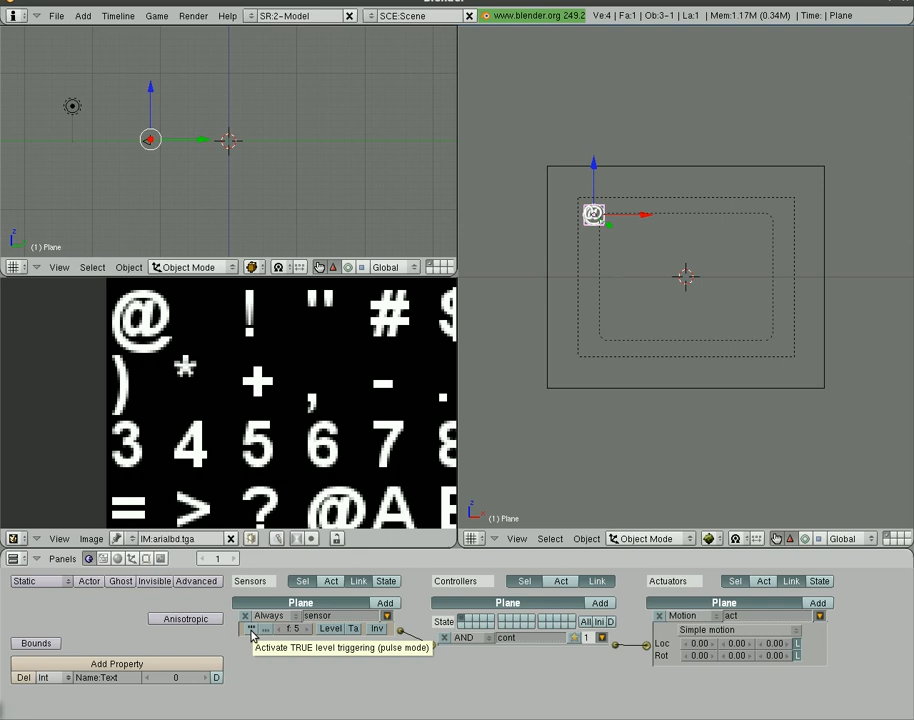 Blender
File Add Timeline Game Render Help SR:2-Model SCE:Scene www.blender.org 249.2 Ve:4 | Fa:1 | Ob:3-1 | La:1 | Mem:1.17M (0.34M) | Time: | Plane
z y
(1) Plane
View Select Object Object Mode Global
@ ! " # $
) * + , - .
3 4 5 6 7 8
= > ? @ A B
z x
(1) Plane
View Image IM:arialbd.tga
View Select Object Object Mode Global
Panels 1
Static Actor Ghost Invisible Advanced Sensors Sel Act Link State Controllers Sel Act Link Actuators Sel Act Link State
Plane Add Plane Add Plane Add
Always sensor State All Ini D Motion act
Anisotropic f: 5 Level Ta Inv AND cont 1 Simple motion
Bounds Activate TRUE level triggering (pulse mode) Loc 0.00 0.00 0.00 L
Rot 0.00 0.00 0.00 L
Add Property
Del Int Name:Text 0 D